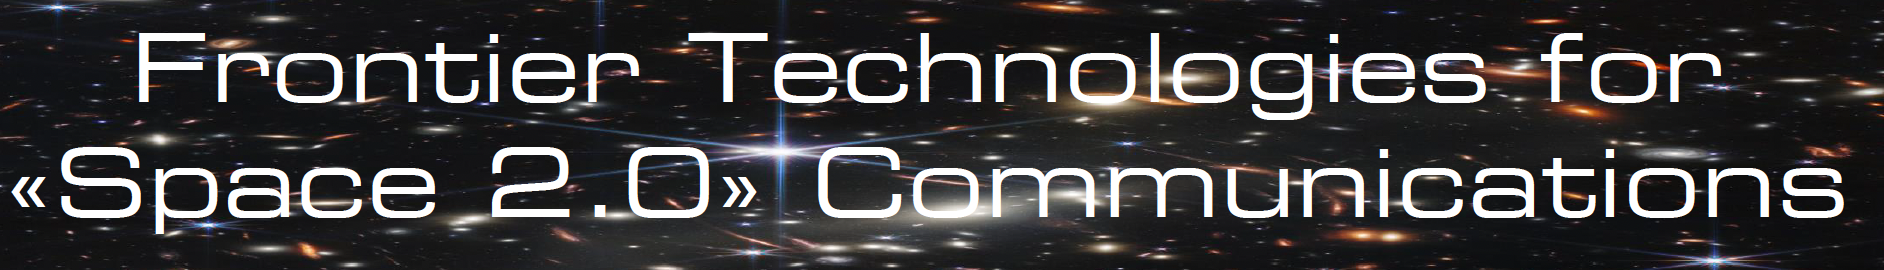 Frontier Technologies for
«Space 2.0» Communications